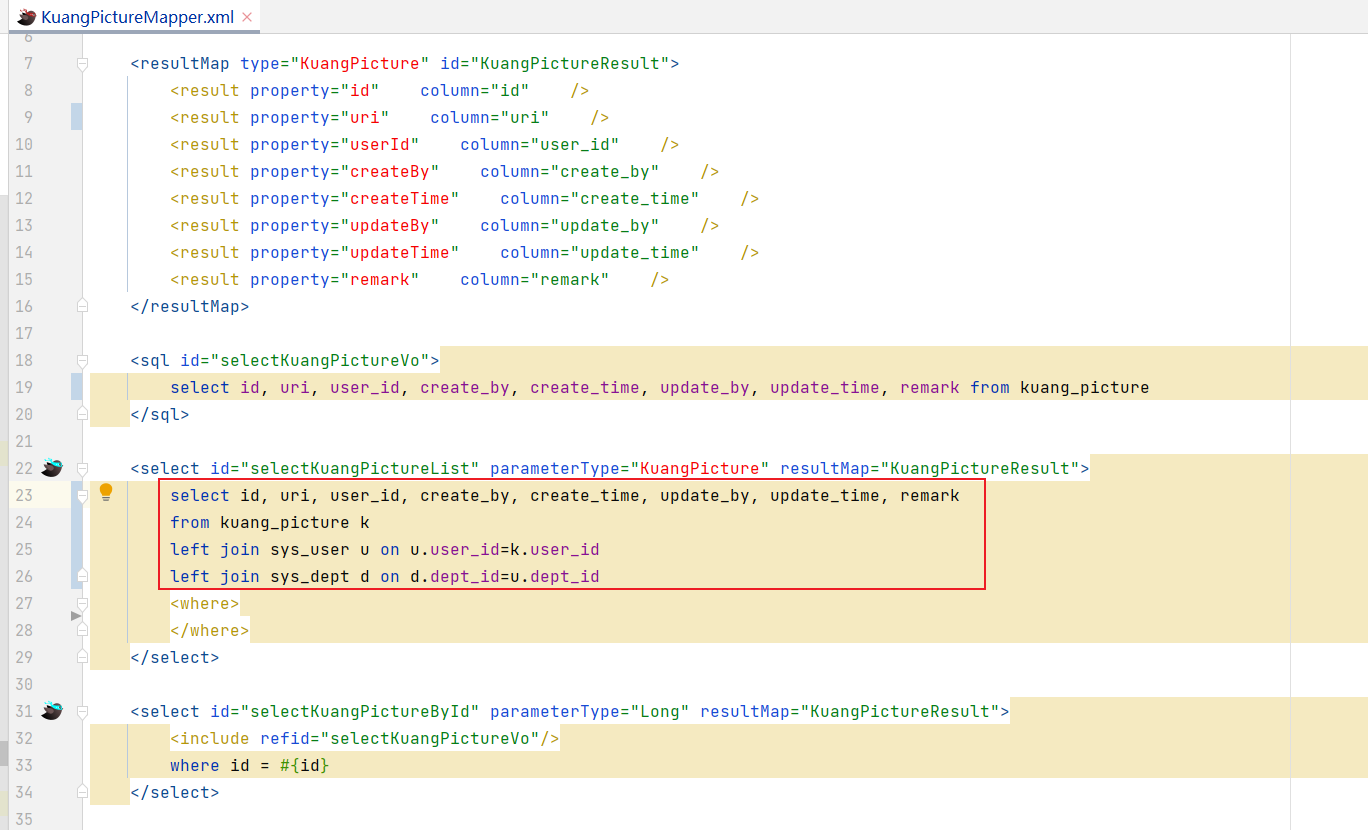 KuangPictureMapper.xml
6
7 <resultMap type="KuangPicture" id="KuangPictureResult">
8 <result property="id" column="id" />
9 <result property="uri" column="uri" />
10 <result property="userId" column="user_id" />
11 <result property="createBy" column="create_by" />
12 <result property="createTime" column="create_time" />
13 <result property="updateBy" column="update_by" />
14 <result property="updateTime" column="update_time" />
15 <result property="remark" column="remark" />
16 </resultMap>
17
18 <sql id="selectKuangPictureVo">
19 select id, uri, user_id, create_by, create_time, update_by, update_time, remark from kuang_picture
20 </sql>
21
22 <select id="selectKuangPictureList" parameterType="KuangPicture" resultMap="KuangPictureResult">
23 select id, uri, user_id, create_by, create_time, update_by, update_time, remark
24 from kuang_picture k
25 left join sys_user u on u.user_id=k.user_id
26 left join sys_dept d on d.dept_id=u.dept_id
27 <where>
28 </where>
29 </select>
30
31 <select id="selectKuangPictureById" parameterType="Long" resultMap="KuangPictureResult">
32 <include refid="selectKuangPictureVo"/>
33 where id = #{id}
34 </select>
35